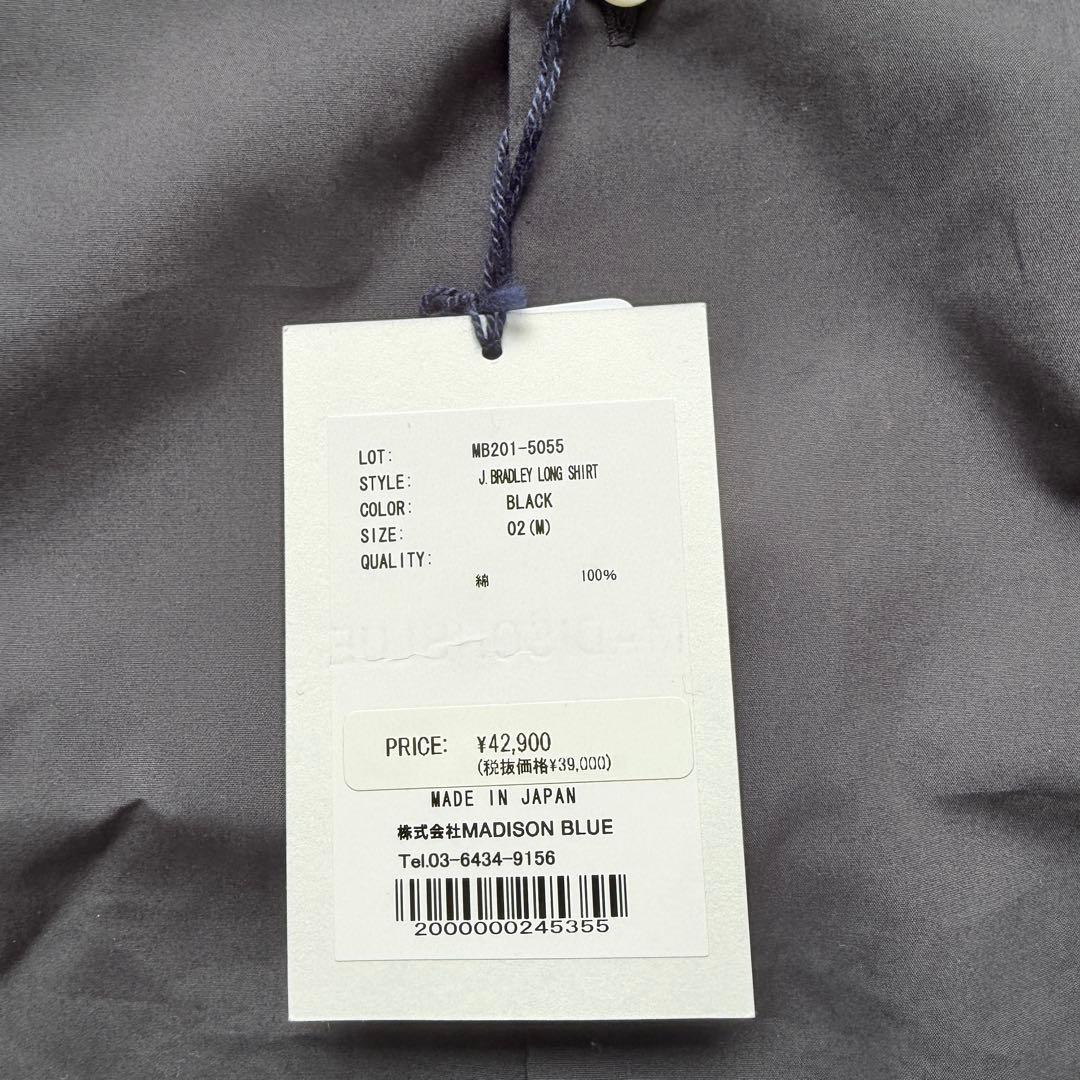 LOT: MB201-5055
STYLE: J.BRADLEY LONG SHIRT
COLOR: BLACK
SIZE: 02(M)
QUALITY:
綿 100%
PRICE: ¥42,900
(税抜価格¥39,000)
MADE IN JAPAN
株式会社MADISON BLUE
Tel.03-6434-9156
2000000245355